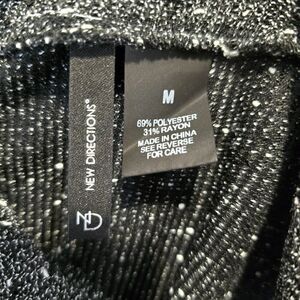 NEW DIRECTIONS®
ND
M
69% POLYESTER
31% RAYON
MADE IN CHINA
SEE REVERSE
FOR CARE